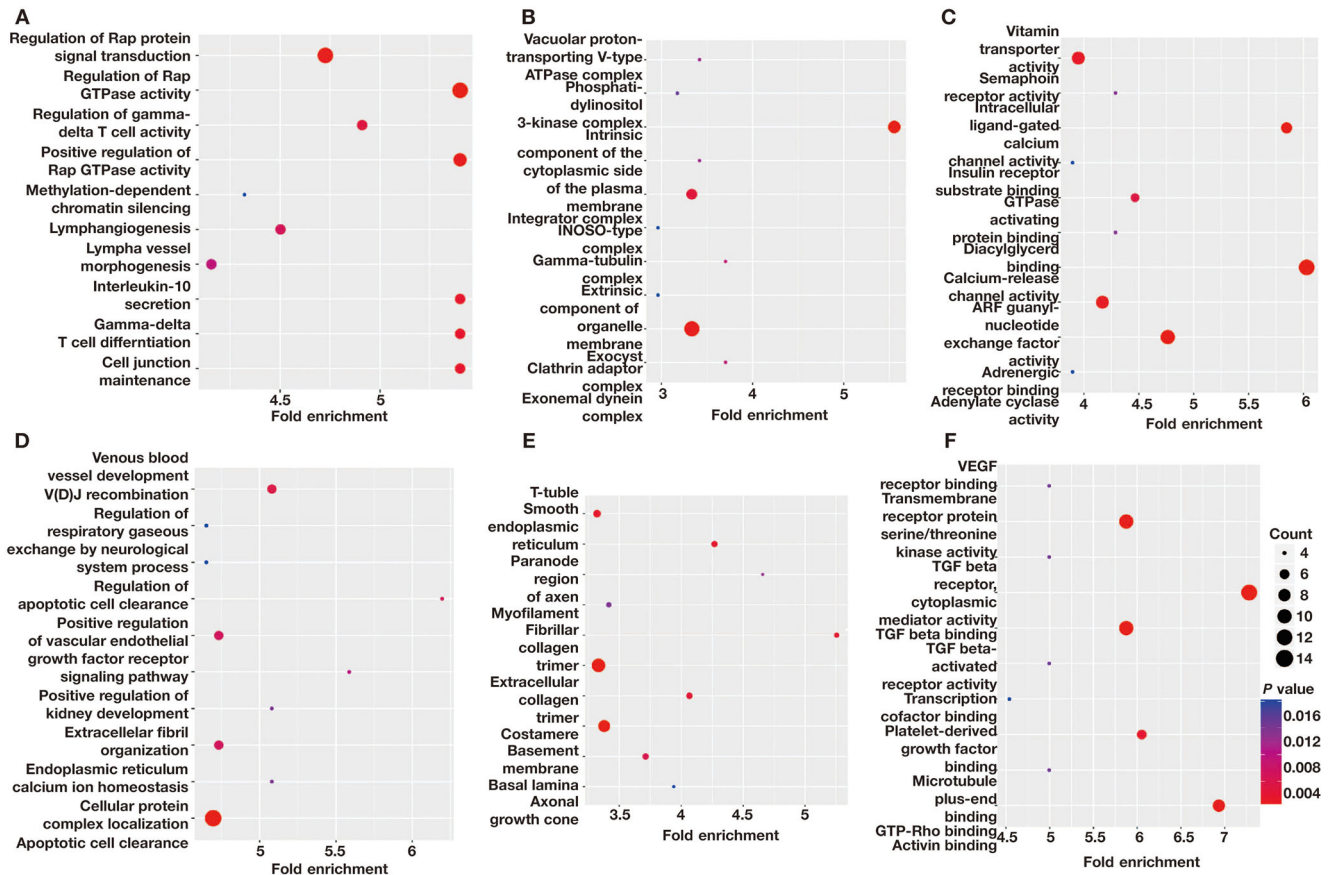 A
Regulation of Rap protein
signal transduction
Regulation of Rap
GTPase activity
Regulation of gamma-
delta T cell activity
Positive regulation of
Rap GTPase activity
Methylation-dependent
chromatin silencing
Lymphangiogenesis
Lympha vessel
morphogenesis
Interleukin-10
secretion
Gamma-delta
T cell differntiation
Cell junction
maintenance
4.5 5
Fold enrichment
B
Vacuolar proton-
transporting V-type
ATPase complex
Phosphati-
dylinositol
3-kinase complex
Intrinsic
component of the
cytoplasmic side
of the plasma
membrane
Integrator complex
INOSO-type
complex
Gamma-tubulin
complex
Extrinsic
component of
organelle
membrane
Exocyst
Clathrin adaptor
complex
Exonemal dynein
complex
3 4 5
Fold enrichment
C
Vitamin
transporter
activity
Semaphoin
receptor activity
Intracellular
ligand-gated
calcium
channel activity
Insulin receptor
substrate binding
GTPase
activating
protein binding
Diacylglycerd
binding
Calcium-release
channel activity
ARF guanyl-
nucleotide
exchange factor
activity
Adrenergic
receptor binding
Adenylate cyclase
activity
4 4.5 5 5.5 6
Fold enrichment
D
Venous blood
vessel development
V(D)J recombination
Regulation of
respiratory gaseous
exchange by neurological
system process
Regulation of
apoptotic cell clearance
Positive regulation
of vascular endothelial
growth factor receptor
signaling pathway
Positive regulation of
kidney development
Extracellelar fibril
organization
Endoplasmic reticulum
calcium ion homeostasis
Cellular protein
complex localization
Apoptotic cell clearance
5 5.5 6
Fold enrichment
E
T-tuble
Smooth
endoplasmic
reticulum
Paranode
region
of axen
Myofilament
Fibrillar
collagen
trimer
Extracellular
collagen
trimer
Costamere
Basement
membrane
Basal lamina
Axonal
growth cone
3.5 4 4.5 5
Fold enrichment
F
VEGF
receptor binding
Transmembrane
receptor protein
serine/threonine
kinase activity
TGF beta
receptor,
cytoplasmic
mediator activity
TGF beta binding
TGF beta-
activated
receptor activity
Transcription
cofactor binding
Platelet-derived
growth factor
binding
Microtubule
plus-end
binding
GTP-Rho binding
Activin binding
4.5 5 5.5 6 6.5 7
Fold enrichment
Count
4
6
8
10
12
14
P value
0.016
0.012
0.008
0.004